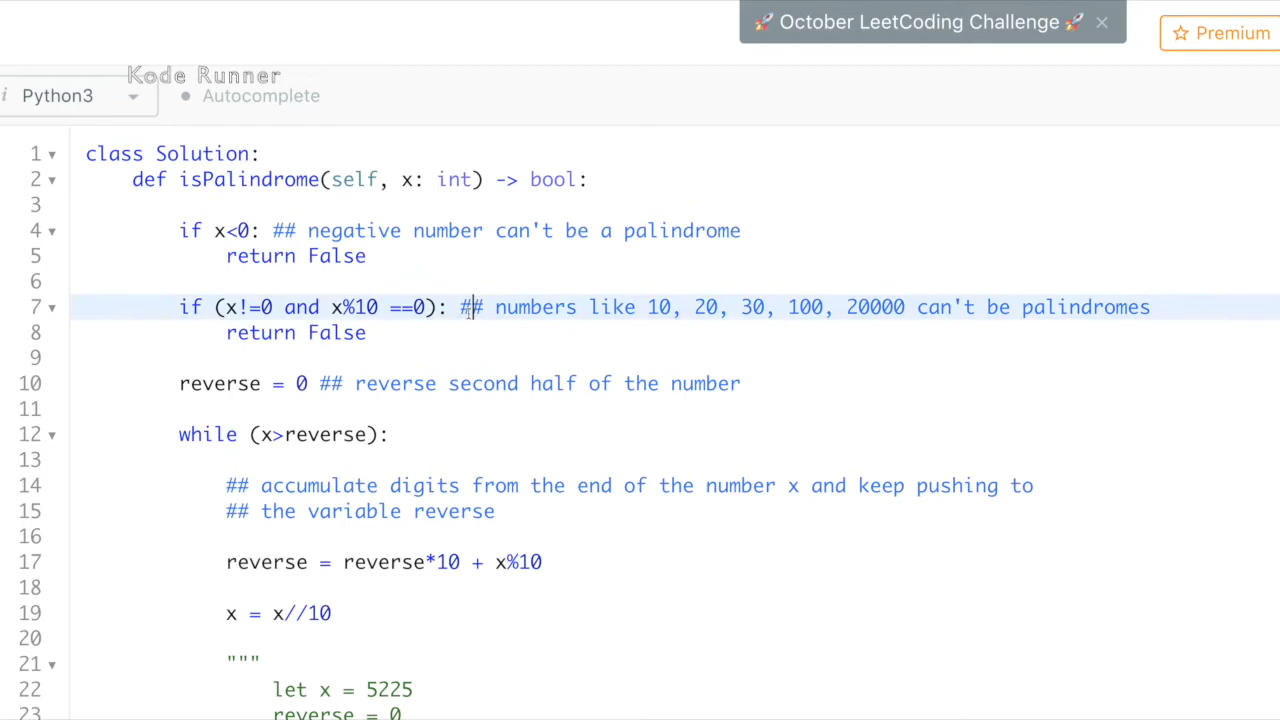 🚀 October LeetCoding Challenge 🚀 ×
☆ Premium
Kode Runner
i Python3
Autocomplete
1 class Solution:
2 def isPalindrome(self, x: int) -> bool:
3
4 if x<0: ## negative number can't be a palindrome
5 return False
6
7 if (x!=0 and x%10 ==0): ## numbers like 10, 20, 30, 100, 20000 can't be palindromes
8 return False
9
10 reverse = 0 ## reverse second half of the number
11
12 while (x>reverse):
13
14 ## accumulate digits from the end of the number x and keep pushing to
15 ## the variable reverse
16
17 reverse = reverse*10 + x%10
18
19 x = x//10
20
21 """
22 let x = 5225
23 reverse = 0